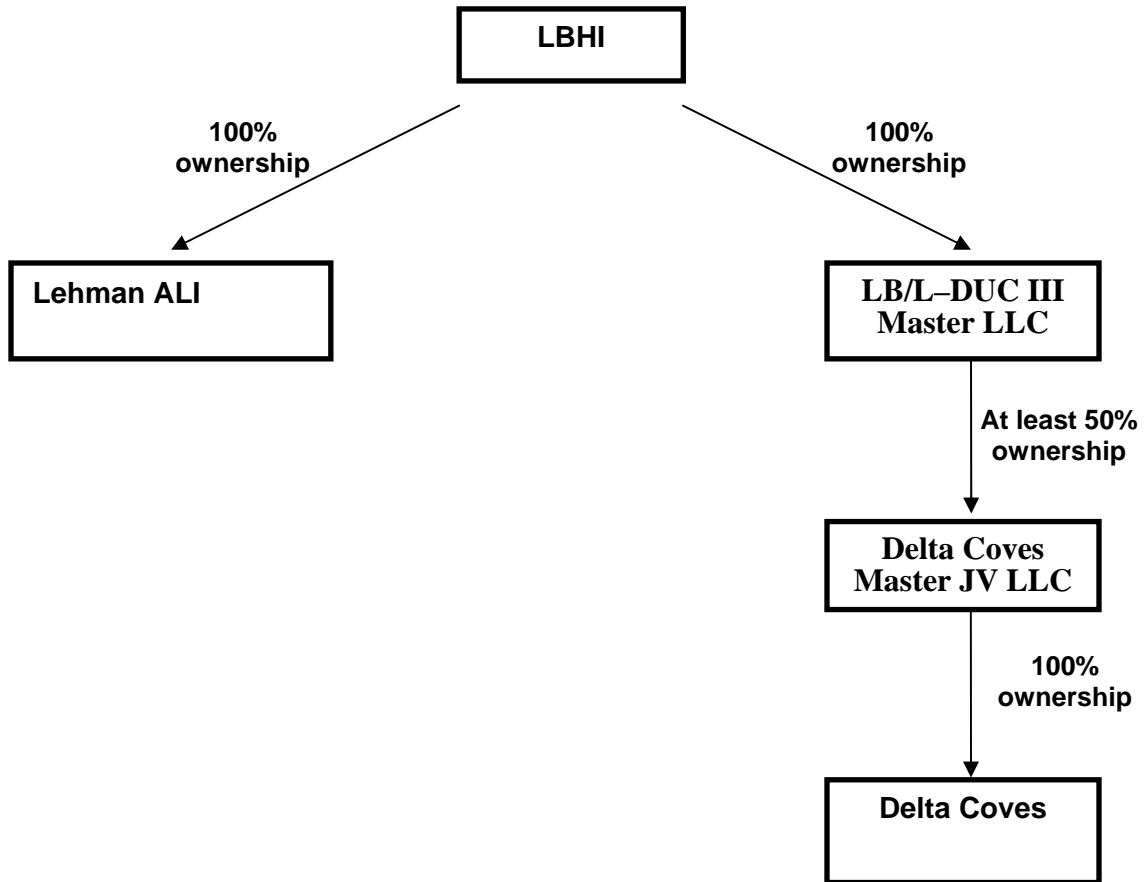 LBHI
100%
ownership
100%
ownership
Lehman ALI
LB/L–DUC III
Master LLC
At least 50%
ownership
Delta Coves
Master JV LLC
100%
ownership
Delta Coves